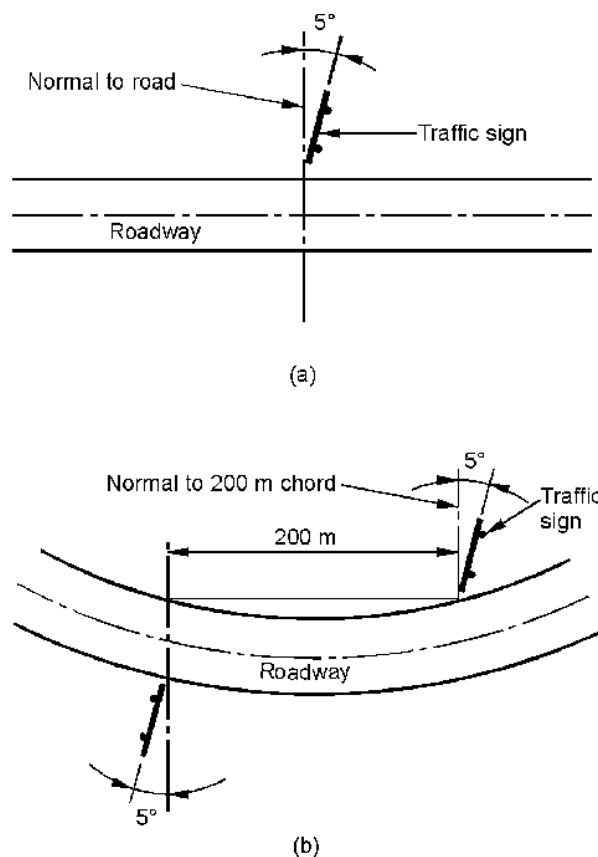 5°
Normal to road
Traffic sign
Roadway
(a)
5°
Normal to 200 m chord
Traffic
sign
200 m
Roadway
5°
(b)